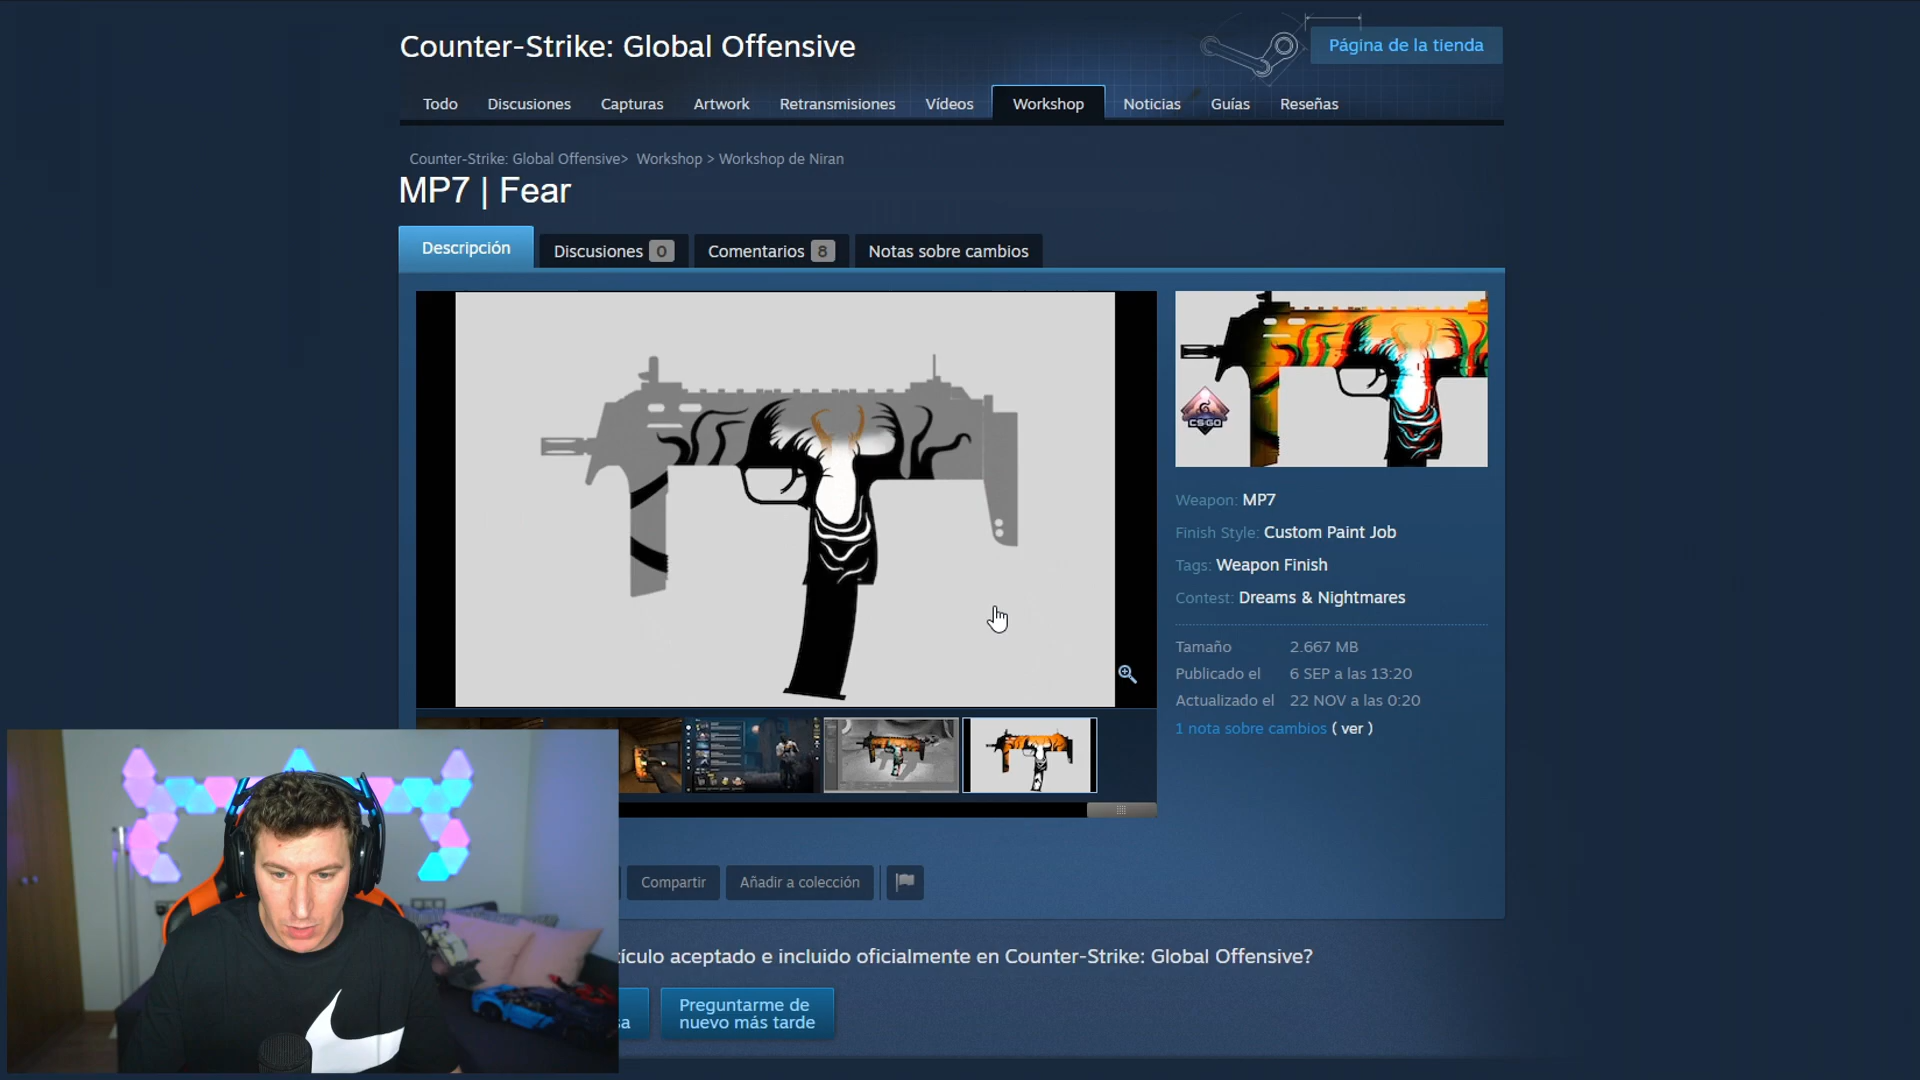 Counter-Strike: Global Offensive
Página de la tienda
Todo
Discusiones
Capturas
Artwork
Retransmisiones
Vídeos
Workshop
Noticias
Guías
Reseñas
Counter-Strike: Global Offensive> Workshop > Workshop de Niran
MP7 | Fear
Descripción
Discusiones 0
Comentarios 8
Notas sobre cambios
CS:GO
Weapon: MP7
Finish Style: Custom Paint Job
Tags: Weapon Finish
Contest: Dreams & Nightmares
Tamaño 2.667 MB
Publicado el 6 SEP a las 13:20
Actualizado el 22 NOV a las 0:20
1 nota sobre cambios ( ver )
Compartir
Añadir a colección
ículo aceptado e incluido oficialmente en Counter-Strike: Global Offensive?
sa
Preguntarme de
nuevo más tarde